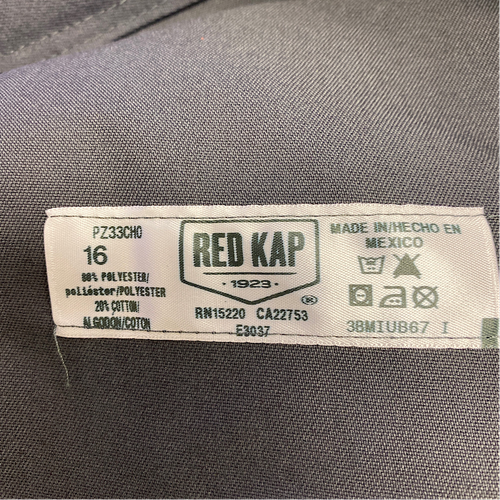 PZ33CHO
16
80% POLYESTER/
poliéster/POLYESTER
20% COTTON/
ALGODÓN/COTON
RED KAP
1923
®
RN15220 CA22753
E3037
MADE IN/HECHO EN
MEXICO
3BMIUB67 I